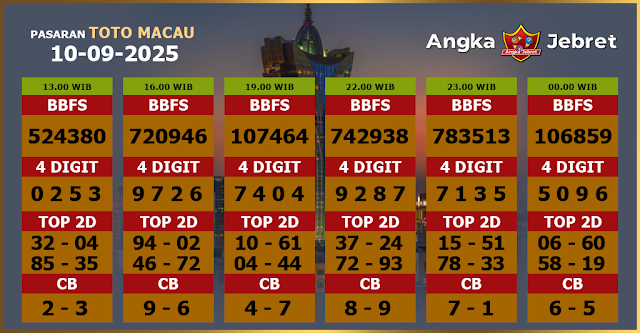 PASARAN TOTO MACAU
10-09-2025
Angka Jebret
Angka Jebret
13.00 WIB 16.00 WIB 19.00 WIB 22.00 WIB 23.00 WIB 00.00 WIB
BBFS BBFS BBFS BBFS BBFS BBFS
524380 720946 107464 742938 783513 106859
4 DIGIT 4 DIGIT 4 DIGIT 4 DIGIT 4 DIGIT 4 DIGIT
0 2 5 3 9 7 2 6 7 4 0 4 9 2 8 7 7 1 3 5 5 0 9 6
TOP 2D TOP 2D TOP 2D TOP 2D TOP 2D TOP 2D
32 - 04 94 - 02 10 - 61 37 - 24 15 - 51 06 - 60
85 - 35 46 - 72 04 - 44 72 - 93 78 - 33 58 - 19
CB CB CB CB CB CB
2 - 3 9 - 6 4 - 7 8 - 9 7 - 1 6 - 5